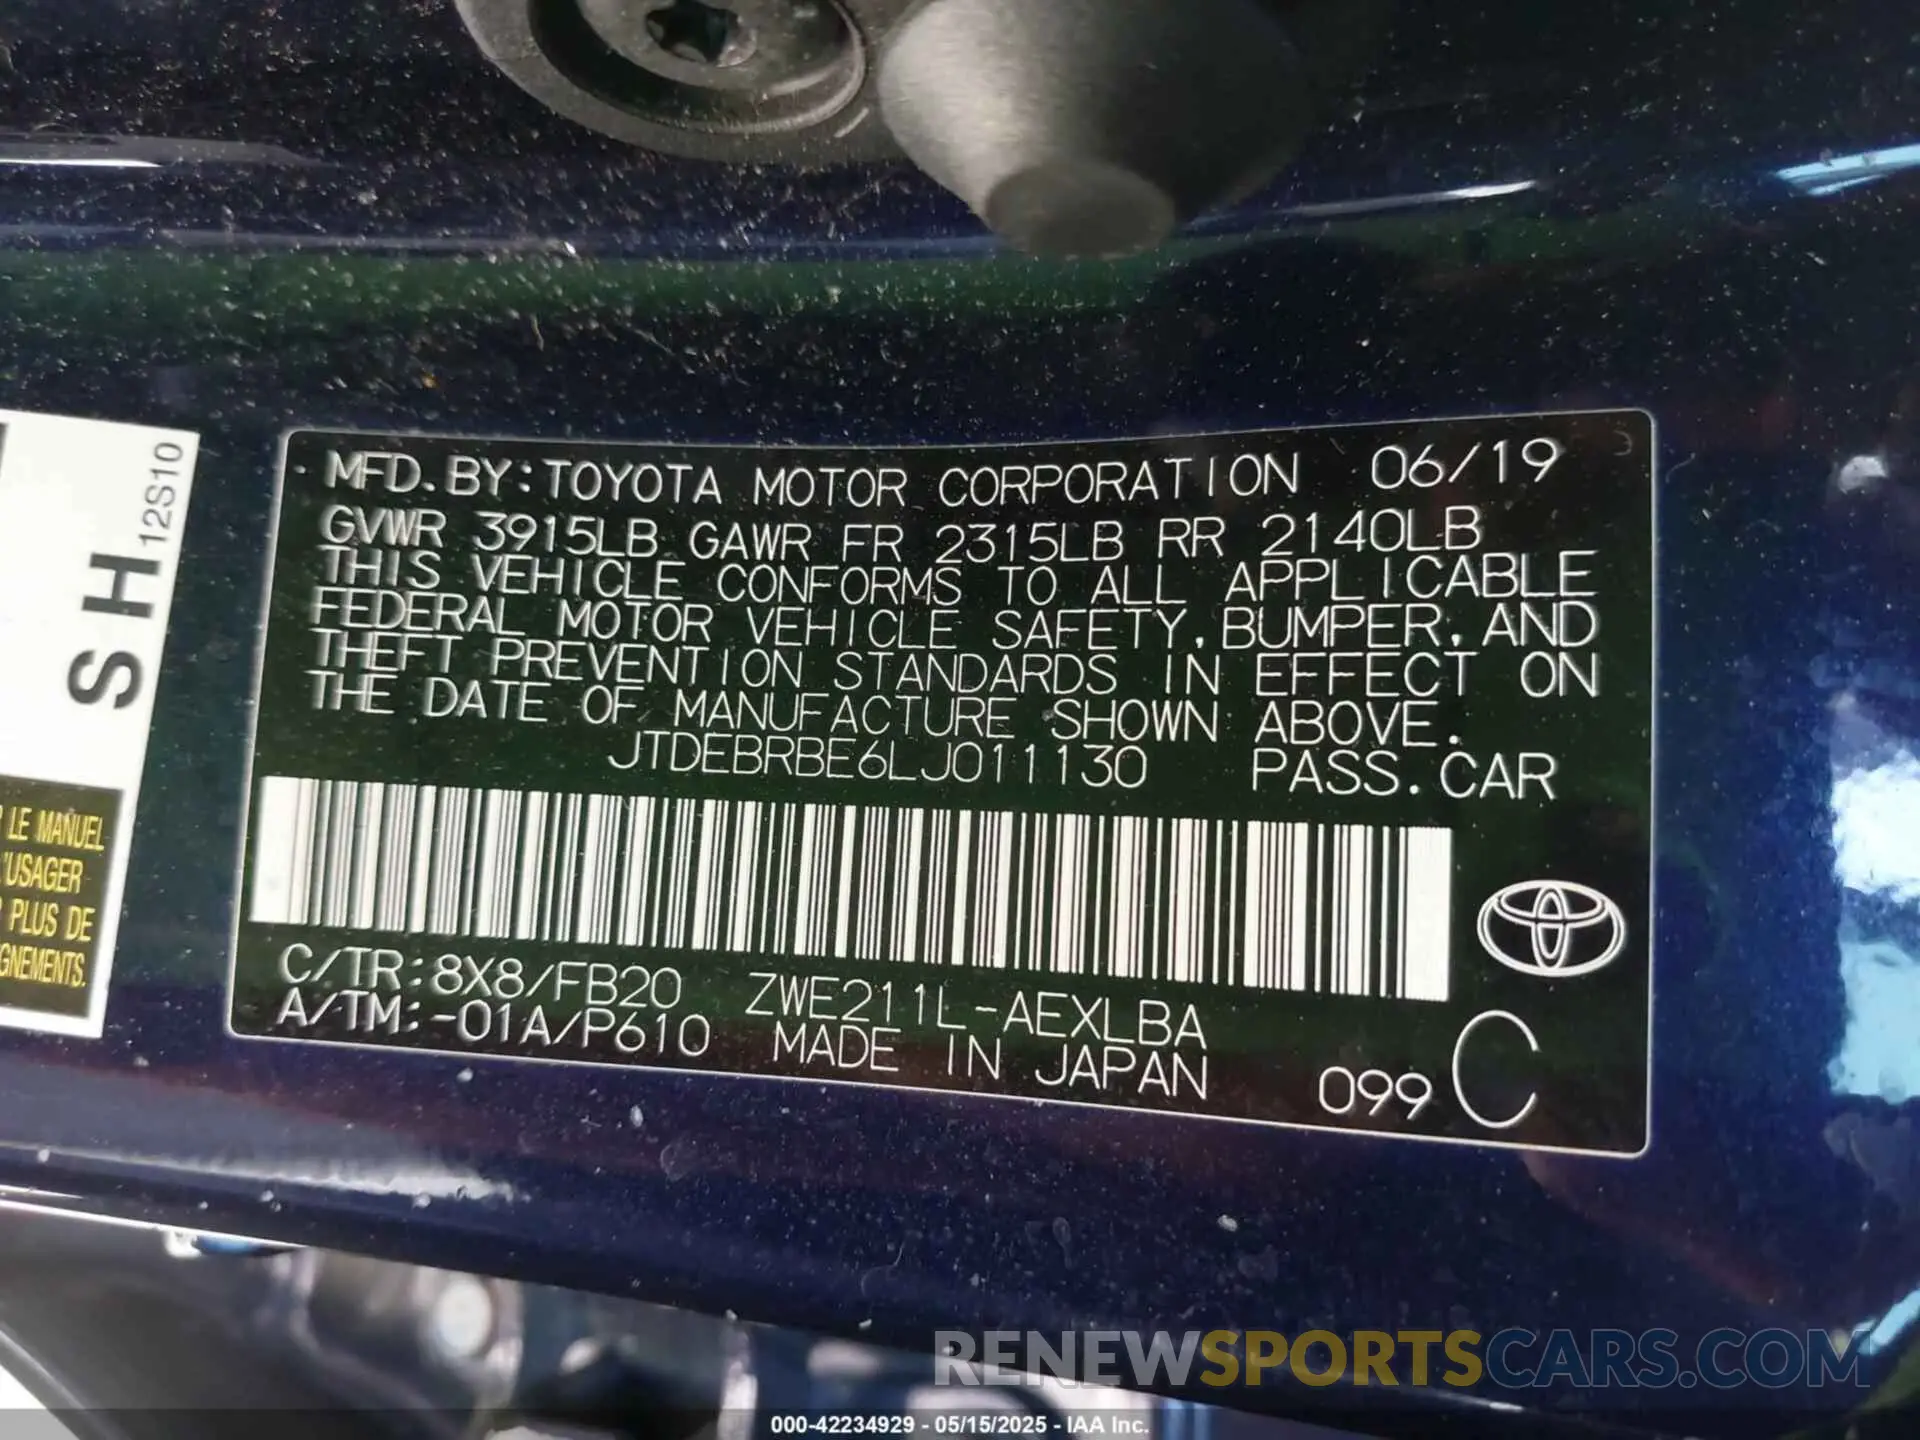 MFD. BY: TOYOTA MOTOR CORPORATION 06/19
GVWR 3915LB GAWR FR 2315LB RR 2140LB
THIS VEHICLE CONFORMS TO ALL APPLICABLE
FEDERAL MOTOR VEHICLE SAFETY, BUMPER, AND
THEFT PREVENTION STANDARDS IN EFFECT ON
THE DATE OF MANUFACTURE SHOWN ABOVE.
JTDEBRBE6LJ011130 PASS. CAR
C/TR: 8X8/FB20 ZWE211L-AEXLBA
A/TM: -01A/P610 MADE IN JAPAN
099 C
SH 12S10
LE MANUEL
L'USAGER
PLUS DE
RENEWSPORTSCARS.COM
000-42234929 - 05/15/2025 - IAA Inc.